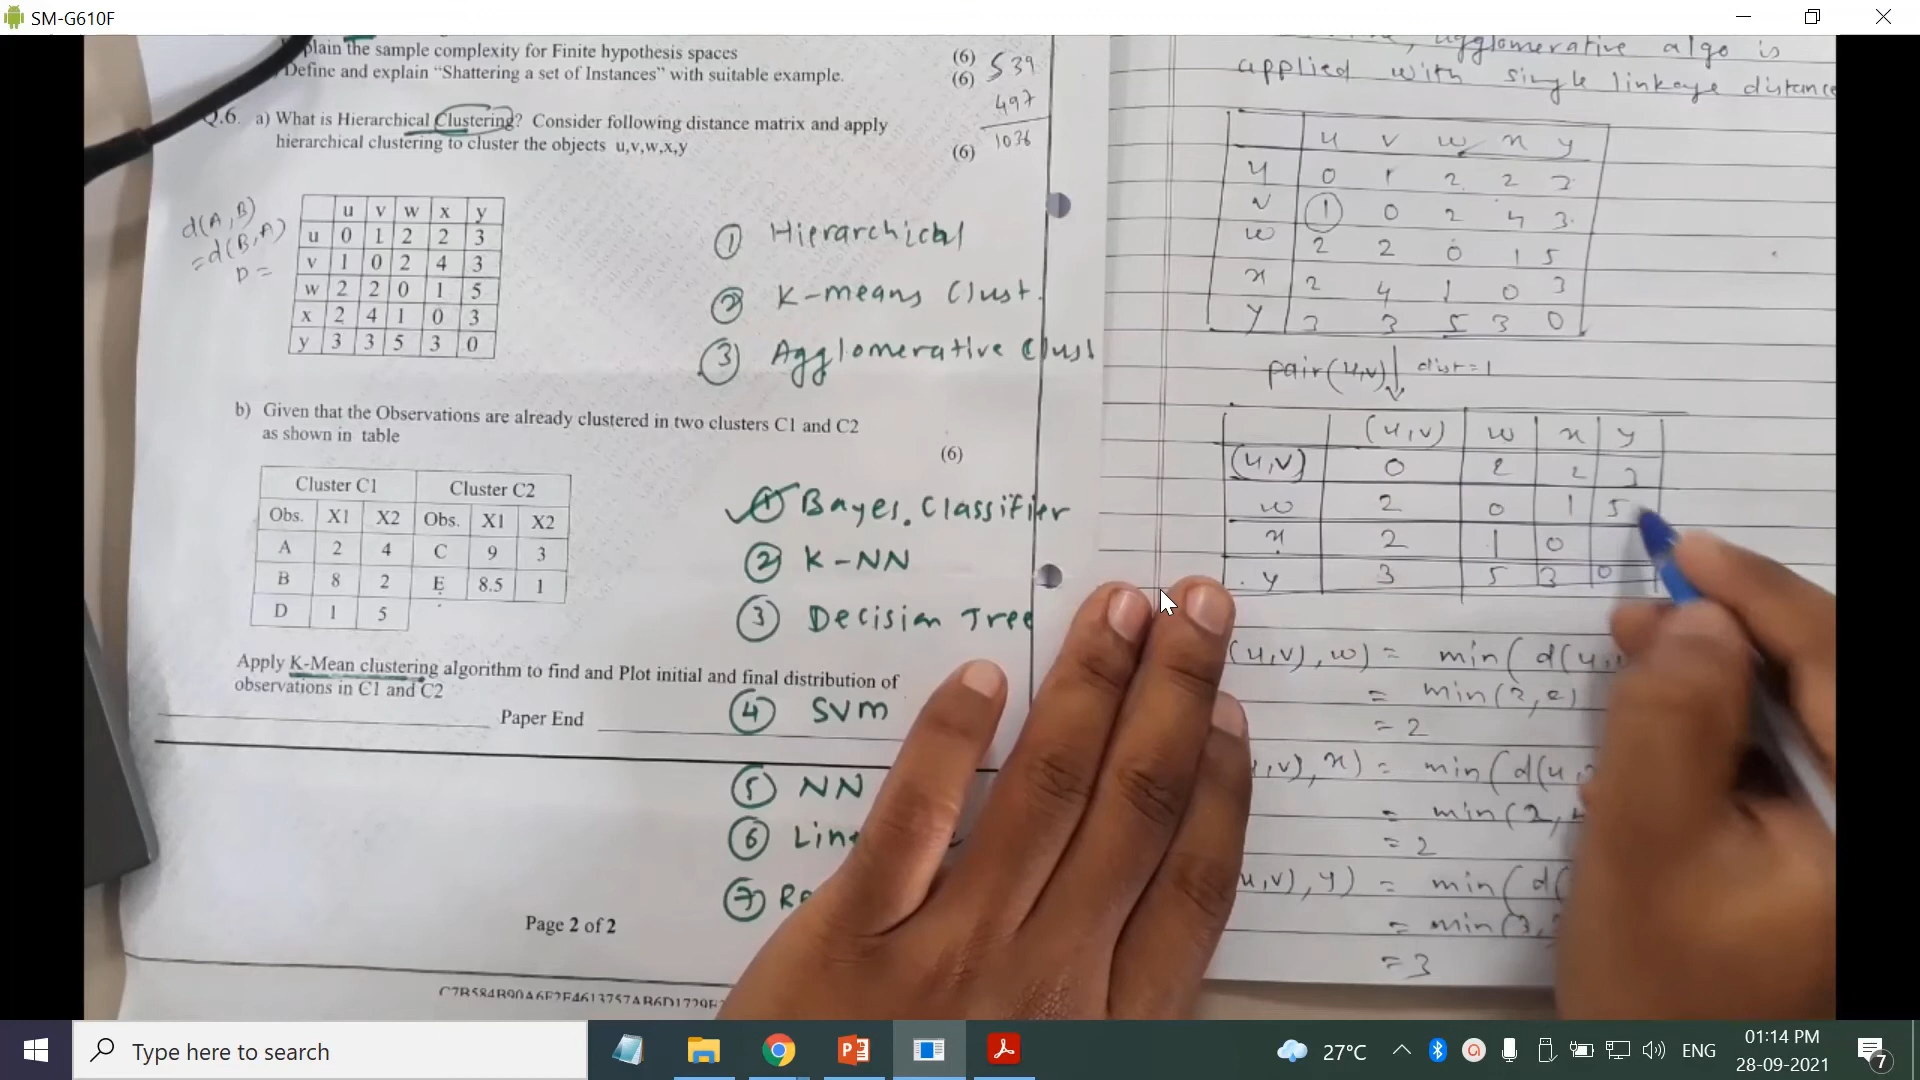 SM-G610F
the sample complexity for Finite hypothesis spaces
(6)
Define and explain “Shattering a set of Instances” with suitable example.
(6)
539
497
1036
Q.6. a) What is Hierarchical Clustering? Consider following distance matrix and apply
hierarchical clustering to cluster the objects u,v,w,x,y
(6)
d(A,B)
=d(B,A)
D =
u v w x y
u 0 1 2 2 3
v 1 0 2 4 3
w 2 2 0 1 5
x 2 4 1 0 3
y 3 3 5 3 0
① Hierarchical
② K-means Clust.
③ Agglomerative Clust
b) Given that the Observations are already clustered in two clusters C1 and C2
as shown in table
(6)
Cluster C1 Cluster C2
Obs. X1 X2 Obs. X1 X2
A 2 4 C 9 3
B 8 2 E 8.5 1
D 1 5
① Bayes. Classifier
② K-NN
③ Decision Tree
Apply K-Mean clustering algorithm to find and Plot initial and final distribution of
observations in C1 and C2
④ SVM
Paper End
⑤ NN
⑥ Line
⑦ Re
Page 2 of 2
agglomerative algo is
applied with single linkage distance
u v w x y
u 0 1 2 2 3
v 1 0 2 4 3
w 2 2 0 1 5
x 2 4 1 0 3
y 3 3 5 3 0
pair(u,v) dist=1
(u,v) w x y
(u,v) 0 2 2 3
w 2 0 1 5
x 2 1 0
y 3 5 3 0
(u,v), w) = min(d(u,
= min(2,2)
= 2
u,v), x) = min(d(u,
= min(2,
= 2
u,v), y) = min(d(
= min(3,
= 3
Type here to search
27°C
ENG
01:14 PM
28-09-2021
7